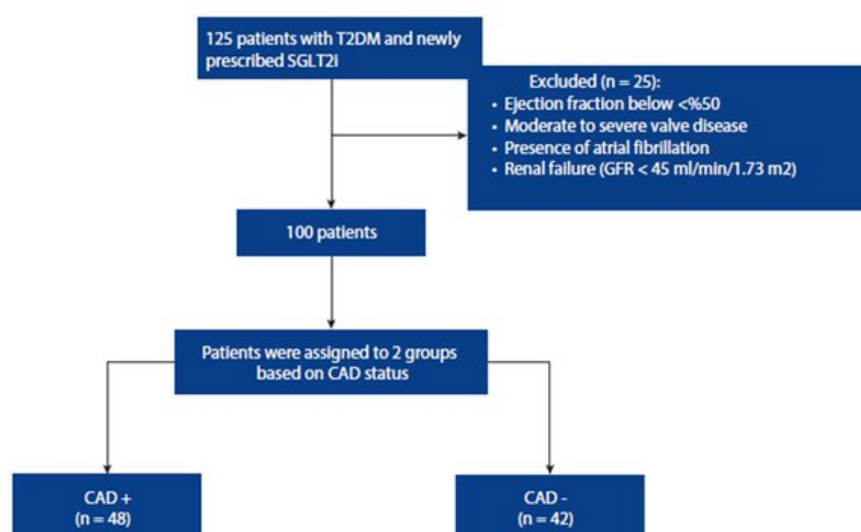 125 patients with T2DM and newly
prescribed SGLT2i
Excluded (n = 25):
• Ejection fraction below <%50
• Moderate to severe valve disease
• Presence of atrial fibrillation
• Renal failure (GFR < 45 ml/min/1.73 m2)
100 patients
Patients were assigned to 2 groups
based on CAD status
CAD +
(n = 48)
CAD -
(n = 42)